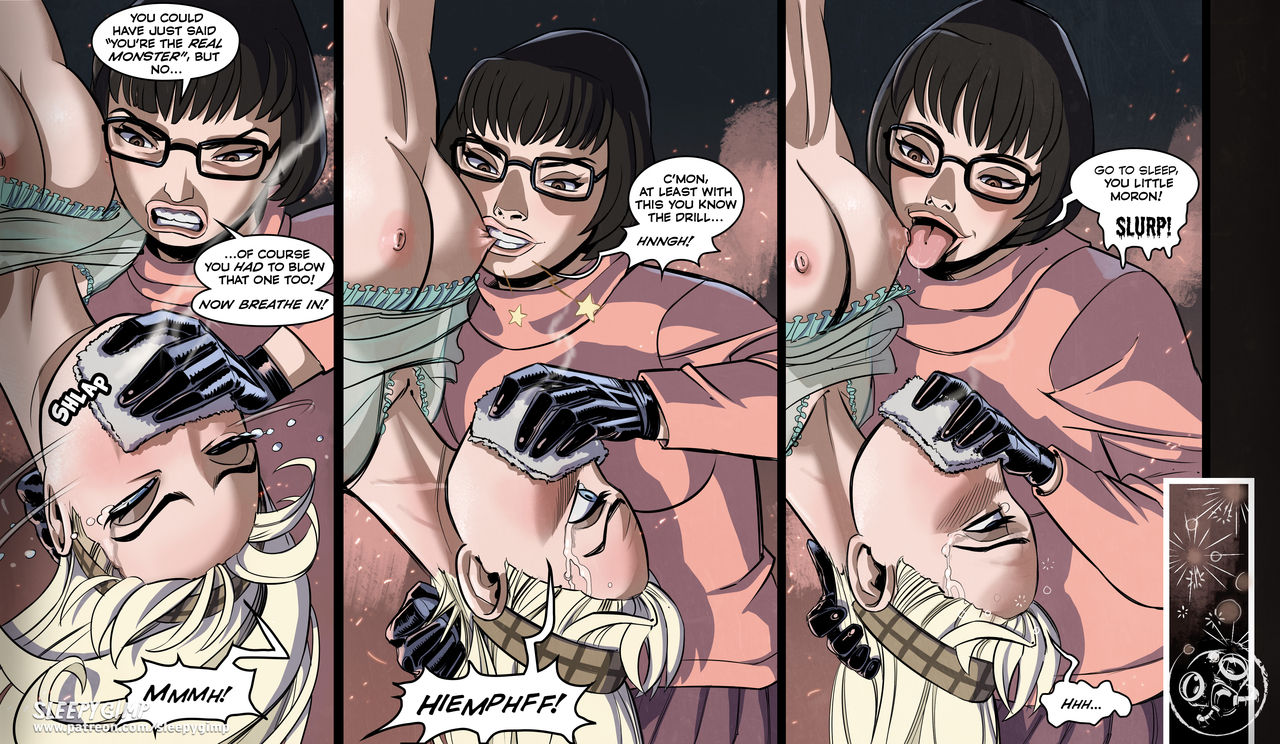 YOU COULD
HAVE JUST SAID
"YOU'RE THE REAL
MONSTER", BUT
NO...
...OF COURSE
YOU HAD TO BLOW
THAT ONE TOO!
NOW BREATHE IN!
SHLAP
MMMH!
SLEEPYGIMP
www.patreon.com/sleepygimp
C'MON,
AT LEAST WITH
THIS YOU KNOW
THE DRILL...
HNNGH!
HIEMPHFF!
GO TO SLEEP,
YOU LITTLE
MORON!
SLURP!
HHH...